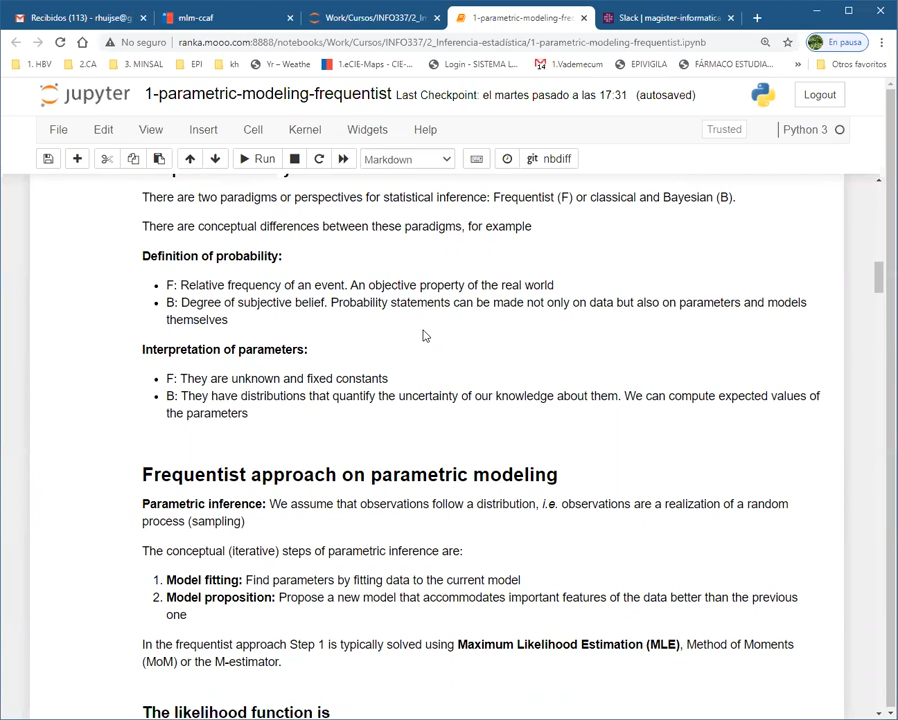 Recibidos (113) - rhuijse@g
mlm-ccaf
Work/Cursos/INFO337/2_In
1-parametric-modeling-fre
Slack | magister-informatica
No seguro
ranka.mooo.com:8888/notebooks/Work/Cursos/INFO337/2_Inferencia-estadística/1-parametric-modeling-frequentist.ipynb
En pausa
1. HBV
2.CA
3. MINSAL
EPI
kh
Yr – Weathe
1.eCIE-Maps - CIE-...
Login - SISTEMA L...
1.Vademecum
EPIVIGILA
FÁRMACO ESTUDIA...
»
Otros favoritos
jupyter
1-parametric-modeling-frequentist Last Checkpoint: el martes pasado a las 17:31 (autosaved)
Logout
File
Edit
View
Insert
Cell
Kernel
Widgets
Help
Trusted
Python 3
Run
Markdown
git nbdiff
There are two paradigms or perspectives for statistical inference: Frequentist (F) or classical and Bayesian (B).
There are conceptual differences between these paradigms, for example
Definition of probability:
• F: Relative frequency of an event. An objective property of the real world
• B: Degree of subjective belief. Probability statements can be made not only on data but also on parameters and models
themselves
Interpretation of parameters:
• F: They are unknown and fixed constants
• B: They have distributions that quantify the uncertainty of our knowledge about them. We can compute expected values of
the parameters
Frequentist approach on parametric modeling
Parametric inference: We assume that observations follow a distribution, i.e. observations are a realization of a random
process (sampling)
The conceptual (iterative) steps of parametric inference are:
1. Model fitting: Find parameters by fitting data to the current model
2. Model proposition: Propose a new model that accommodates important features of the data better than the previous
one
In the frequentist approach Step 1 is typically solved using Maximum Likelihood Estimation (MLE), Method of Moments
(MoM) or the M-estimator.
The likelihood function is